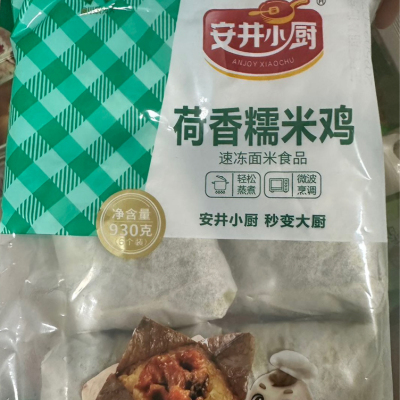 安井小厨
ANJOY XIAOCHU
®
荷香糯米鸡
速冻面米食品
轻松
蒸煮
微波
烹调
安井小厨 秒变大厨
净含量
930克